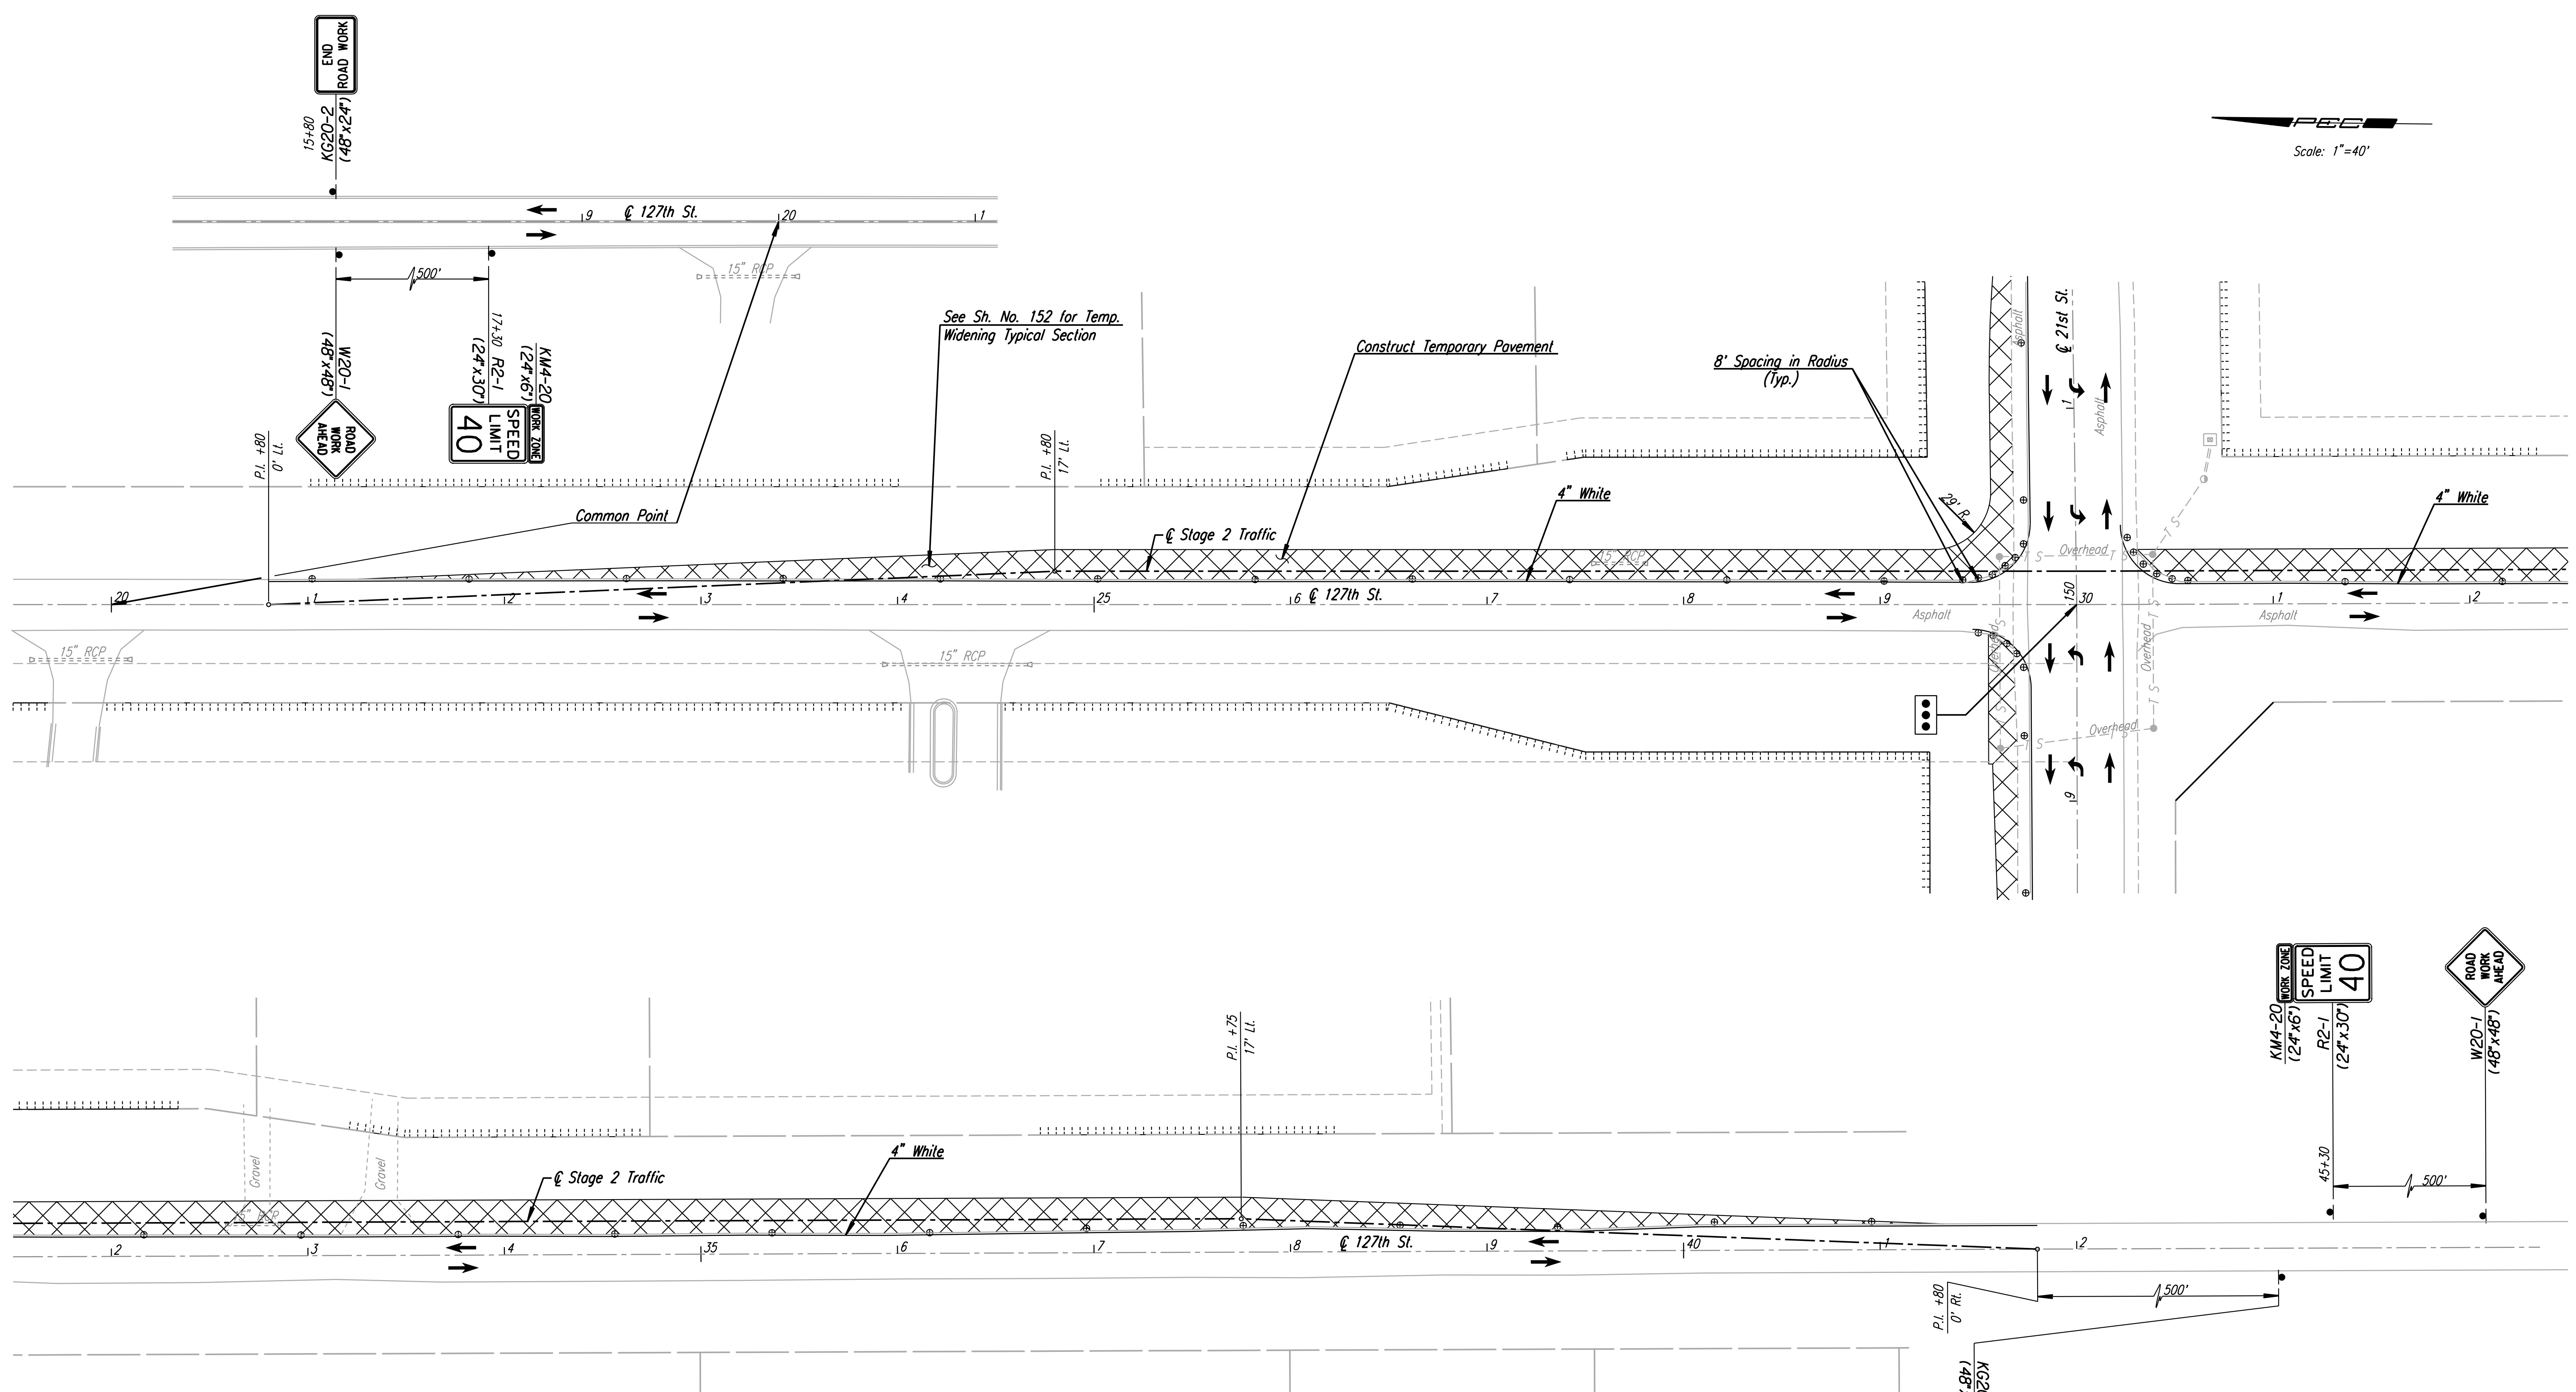 END
ROAD WORK
15+80
KG20-2
(48"x24")
PEC
Scale: 1"=40'
9
℄ 127th St.
20
1
500'
15" RCP
W20-1
(48"x48")
17+30
R2-1
(24"x30")
KM4-20
(24"x6")
ROAD
WORK
AHEAD
WORK ZONE
SPEED
LIMIT
40
See Sh. No. 152 for Temp.
Widening Typical Section
Construct Temporary Pavement
8' Spacing in Radius
(Typ.)
Asphalt
℄ 21st St.
1
Asphalt
P.I. +80
Lt. 0'
P.I. +80
17' Lt.
Common Point
℄ Stage 2 Traffic
4" White
29' R
4" White
15" RCP
T S
Overhead
T S
T S
20
1
2
3
4
25
6
℄ 127th St.
7
8
9
150
30
1
2
Asphalt
Asphalt
15" RCP
15" RCP
Overhead
T S
T S
Overhead
T S
T S
Overhead
T S
T S
9
KM4-20
(24"x6")
WORK ZONE
SPEED
LIMIT
40
R2-1
(24"x30")
ROAD
WORK
AHEAD
W20-1
(48"x48")
P.I. +75
17' Lt.
Gravel
Gravel
15" RCP
℄ Stage 2 Traffic
4" White
45+30
500'
2
3
4
35
6
7
8
℄ 127th St.
9
40
1
2
500'
P.I. +80
0' Rt.